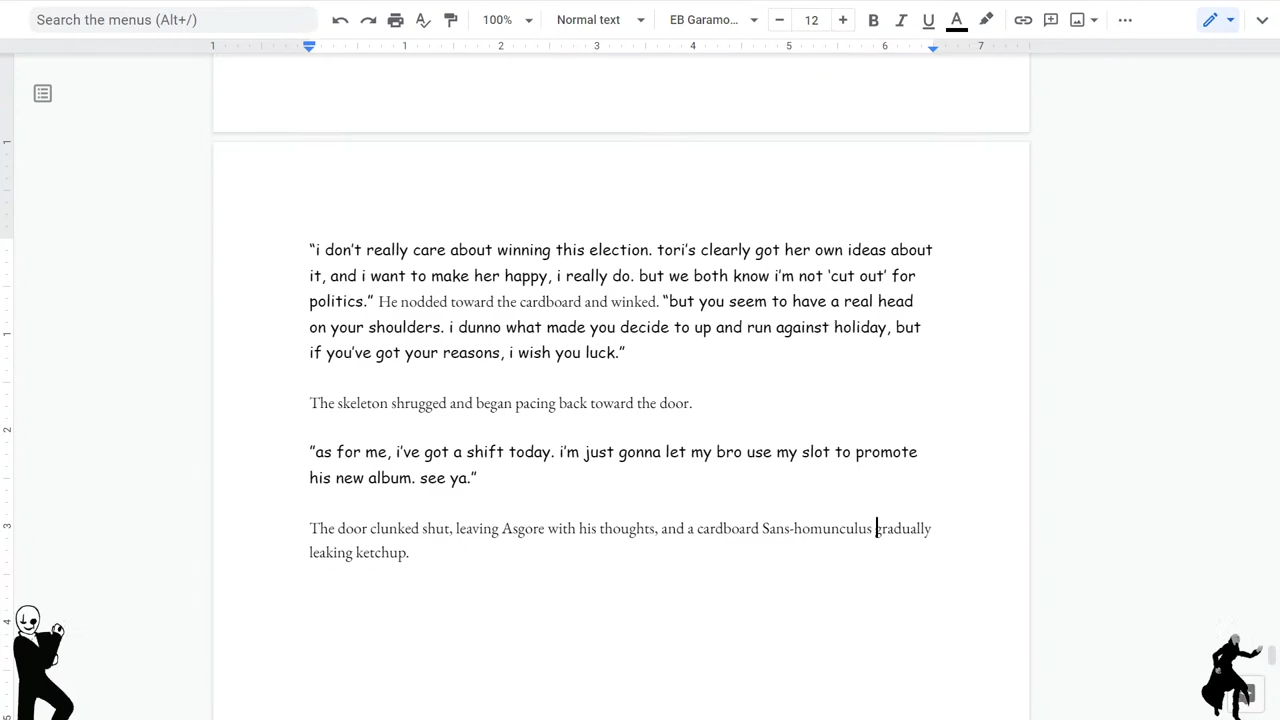 Search the menus (Alt+/)
100%
Normal text
EB Garamo...
12
B I U A
1 1 2 3 4 5 6 7
1
1
2
3
4
5
“i don’t really care about winning this election. tori’s clearly got her own ideas about
it, and i want to make her happy, i really do. but we both know i’m not ‘cut out’ for
politics.” He nodded toward the cardboard and winked. “but you seem to have a real head
on your shoulders. i dunno what made you decide to up and run against holiday, but
if you’ve got your reasons, i wish you luck.”
The skeleton shrugged and began pacing back toward the door.
”as for me, i’ve got a shift today. i’m just gonna let my bro use my slot to promote
his new album. see ya.”
The door clunked shut, leaving Asgore with his thoughts, and a cardboard Sans-homunculus gradually
leaking ketchup.